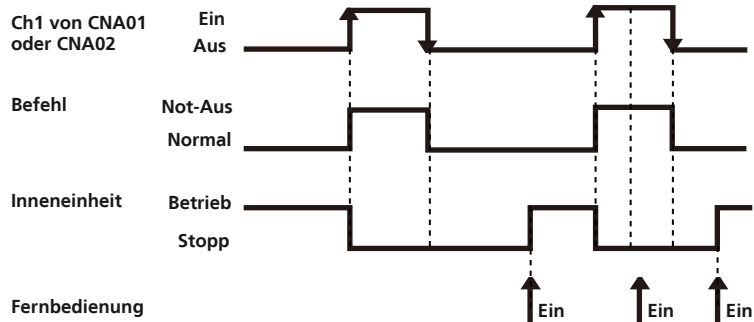 Ch1 von CNA01
oder CNA02
Ein
Aus
Befehl
Not-Aus
Normal
Inneneinheit
Betrieb
Stopp
Fernbedienung
Ein
Ein
Ein